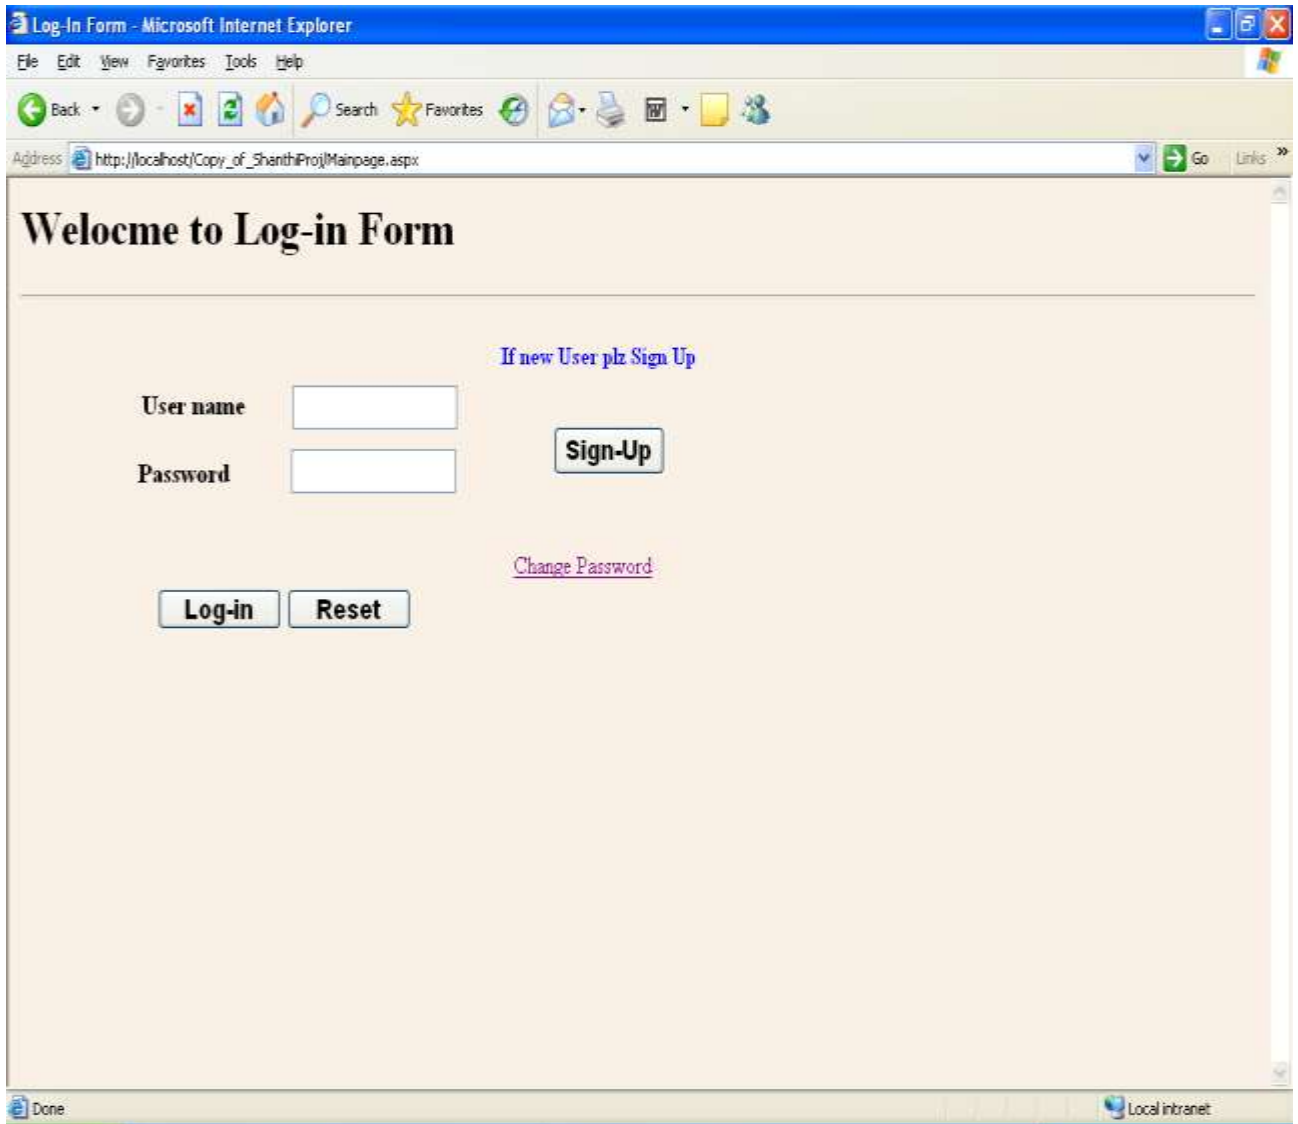 Log-In Form - Microsoft Internet Explorer
File Edit View Favorites Tools Help
Back Search Favorites
Address http://localhost/Copy_of_ShanthiProj/Mainpage.aspx Go Links »
Welocme to Log-in Form
If new User plz Sign Up
User name
Sign-Up
Password
Change Password
Log-in Reset
Done Local intranet